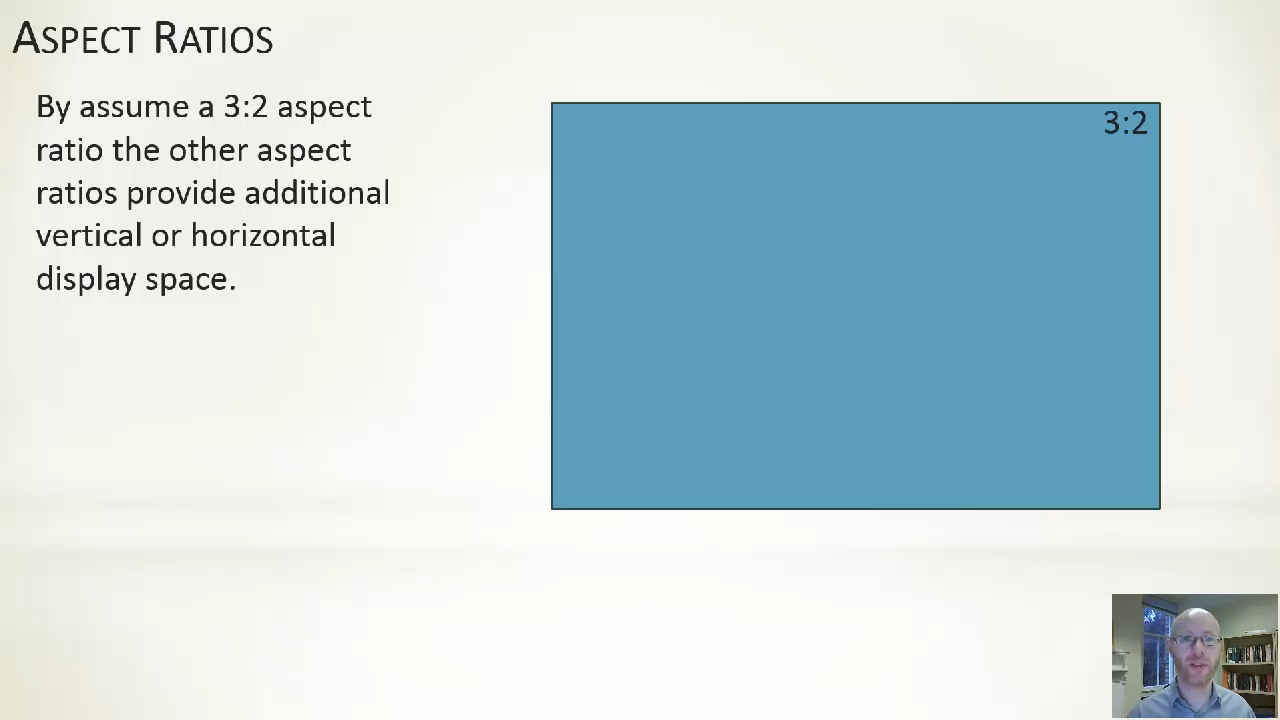 ASPECT RATIOS
By assume a 3:2 aspect
ratio the other aspect
ratios provide additional
vertical or horizontal
display space.
3:2